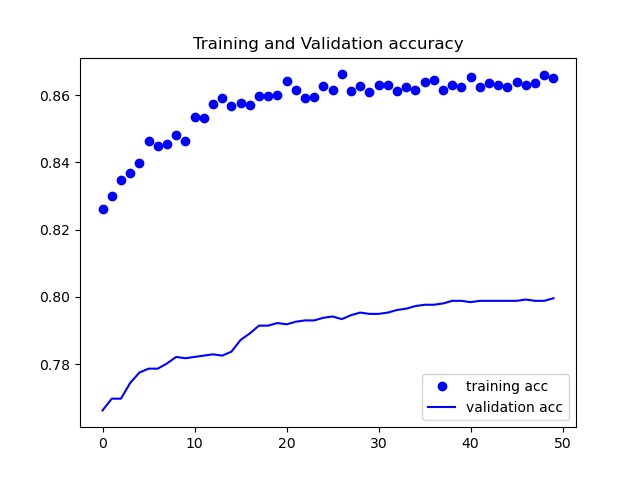 Training and Validation accuracy
0.86
0.84
0.82
0.80
0.78
training acc
validation acc
0 10 20 30 40 50